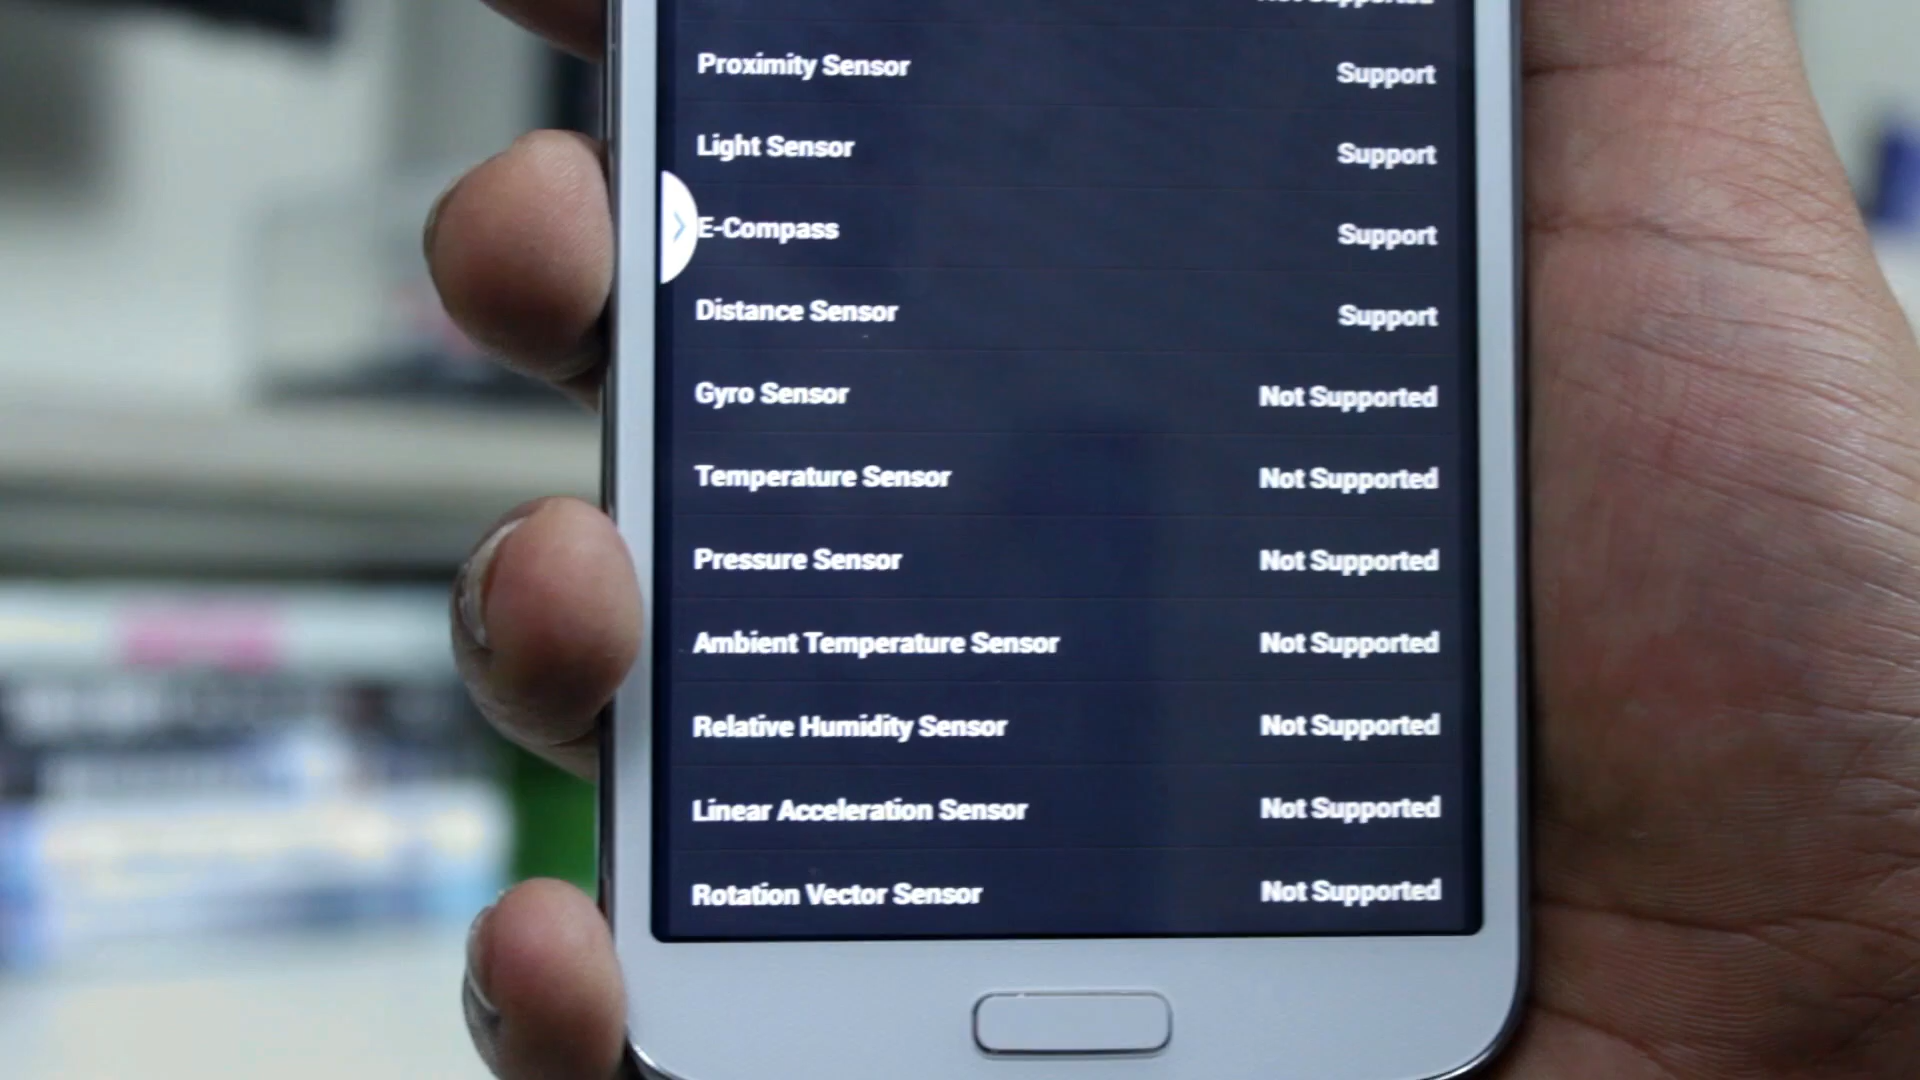 Not Supported
Proximity Sensor Support
Light Sensor Support
E-Compass Support
Distance Sensor Support
Gyro Sensor Not Supported
Temperature Sensor Not Supported
Pressure Sensor Not Supported
Ambient Temperature Sensor Not Supported
Relative Humidity Sensor Not Supported
Linear Acceleration Sensor Not Supported
Rotation Vector Sensor Not Supported